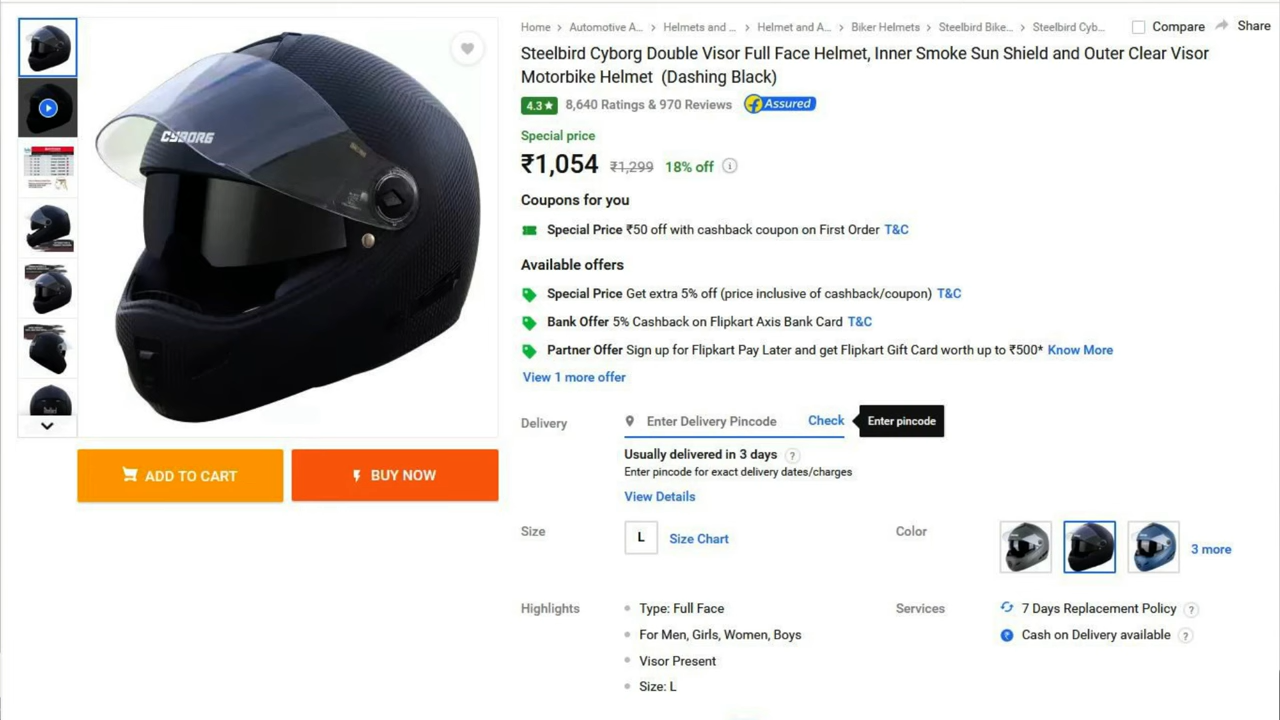 Home > Automotive A... > Helmets and ... > Helmet and A... > Biker Helmets > Steelbird Bike... > Steelbird Cyb...
Compare
Share
Steelbird Cyborg Double Visor Full Face Helmet, Inner Smoke Sun Shield and Outer Clear Visor
Motorbike Helmet (Dashing Black)
4.3★ 8,640 Ratings & 970 Reviews
Assured
Special price
₹1,054 ₹1,299 18% off
Coupons for you
Special Price ₹50 off with cashback coupon on First Order T&C
Available offers
Special Price Get extra 5% off (price inclusive of cashback/coupon) T&C
Bank Offer 5% Cashback on Flipkart Axis Bank Card T&C
Partner Offer Sign up for Flipkart Pay Later and get Flipkart Gift Card worth up to ₹500* Know More
View 1 more offer
CYBORG
ADD TO CART
BUY NOW
Delivery
Enter Delivery Pincode Check
Enter pincode
Usually delivered in 3 days ?
Enter pincode for exact delivery dates/charges
View Details
Size
L
Size Chart
Color
3 more
Highlights
Type: Full Face
For Men, Girls, Women, Boys
Visor Present
Size: L
Services
7 Days Replacement Policy ?
Cash on Delivery available ?